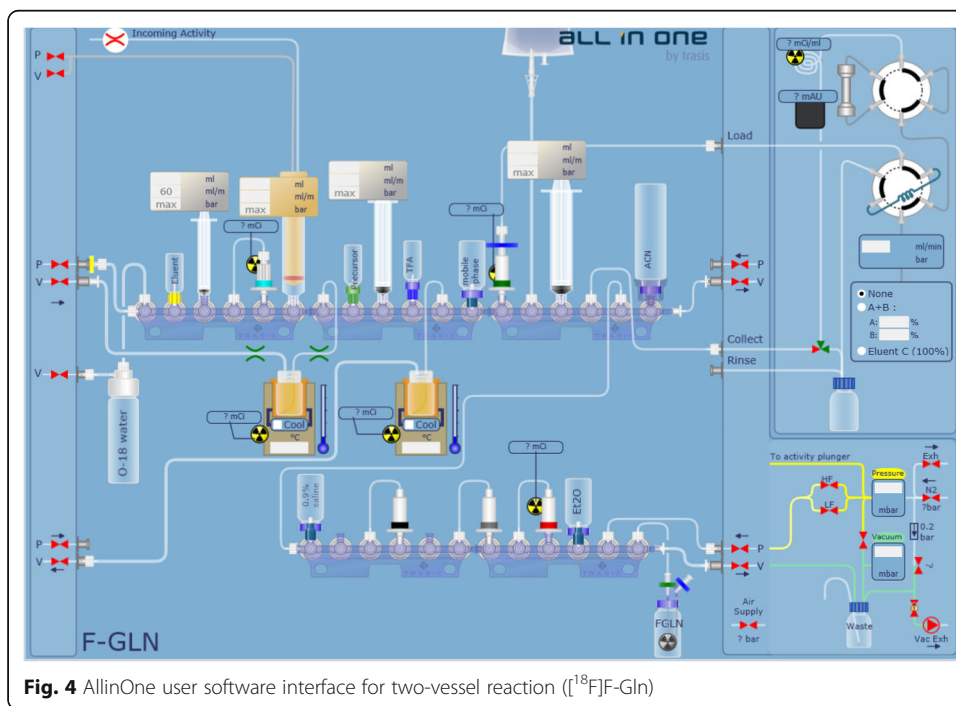 Incoming Activity
ALL IN ONE
by trasis
P
V
? mCi/ml
? mAU
Load
ml
ml/m
bar
60
max
ml
ml/m
bar
max
ml
ml/m
bar
max
ml
ml/m
bar
max
? mCi
? mCi
Eluent
Precursor
TFA
mobile phase
ACN
ml/min
bar
P
V
P
V
None
A+B :
A: %
B: %
Eluent C (100%)
Collect
Rinse
V
O-18 water
? mCi
Cool
°C
? mCi
Cool
°C
? mCi
0.9% saline
Et2O
To activity plunger
Exh
HF
LF
Pressure
mbar
N2
?bar
0.2
bar
Vacuum
mbar
?
P
V
P
V
Air
Supply
? bar
FGLN
Waste
Vac Exh
F-GLN
Fig. 4 AllinOne user software interface for two-vessel reaction ([18F]F-Gln)